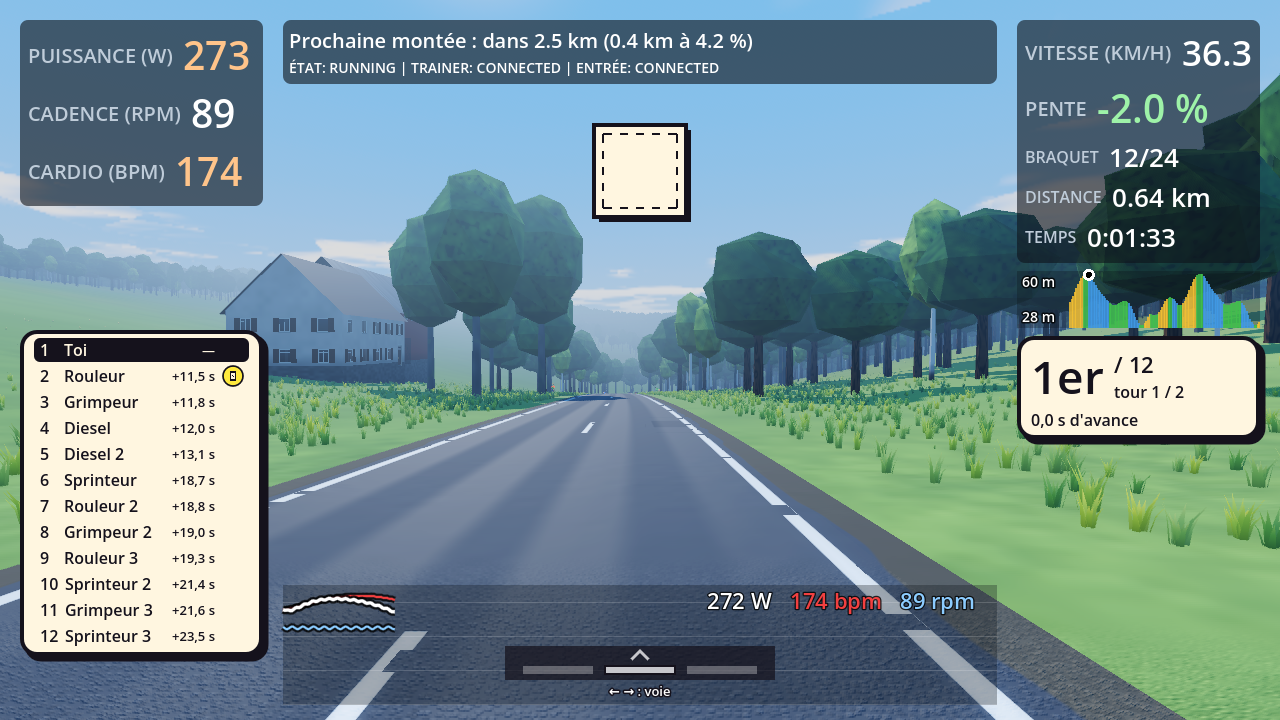 PUISSANCE (W) 273
CADENCE (RPM) 89
CARDIO (BPM) 174
Prochaine montée : dans 2.5 km (0.4 km à 4.2 %)
ÉTAT: RUNNING | TRAINER: CONNECTED | ENTRÉE: CONNECTED
VITESSE (KM/H) 36.3
PENTE -2.0 %
BRAQUET 12/24
DISTANCE 0.64 km
TEMPS 0:01:33
60 m
28 m
1er / 12
tour 1 / 2
0,0 s d'avance
1 Toi —
2 Rouleur +11,5 s
3 Grimpeur +11,8 s
4 Diesel +12,0 s
5 Diesel 2 +13,1 s
6 Sprinteur +18,7 s
7 Rouleur 2 +18,8 s
8 Grimpeur 2 +19,0 s
9 Rouleur 3 +19,3 s
10 Sprinteur 2 +21,4 s
11 Grimpeur 3 +21,6 s
12 Sprinteur 3 +23,5 s
272 W 174 bpm 89 rpm
← → : voie